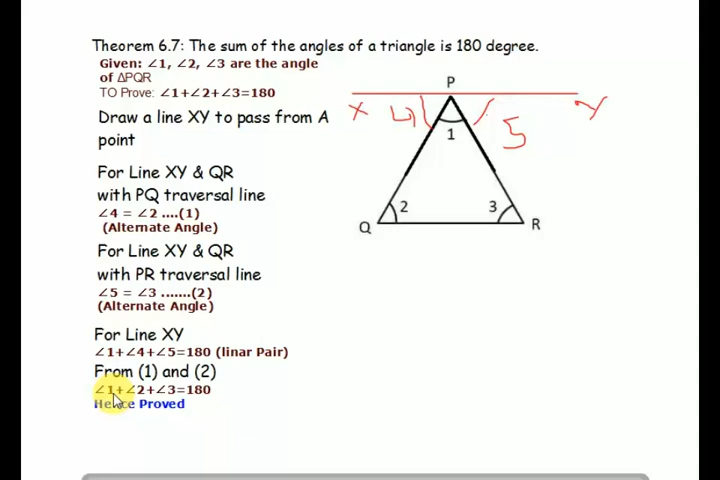 Theorem 6.7: The sum of the angles of a triangle is 180 degree.
Given: ∠1, ∠2, ∠3 are the angle
of ΔPQR
TO Prove: ∠1+∠2+∠3=180
Draw a line XY to pass from A
point
For Line XY & QR
with PQ traversal line
∠4 = ∠2 ....(1)
(Alternate Angle)
For Line XY & QR
with PR traversal line
∠5 = ∠3 .......(2)
(Alternate Angle)
For Line XY
∠1+∠4+∠5=180 (linar Pair)
From (1) and (2)
∠1+∠2+∠3=180
Hence Proved
P
X 4 5 Y
1
2 3
Q R